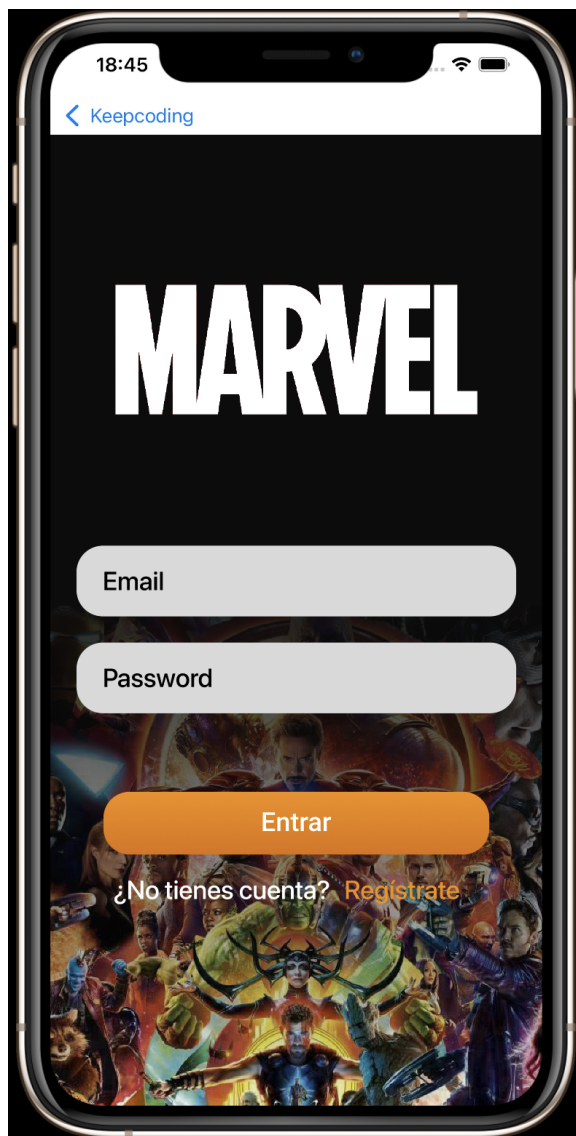 18:45
Keepcoding
MARVEL
Email
Password
Entrar
¿No tienes cuenta? Regístrate